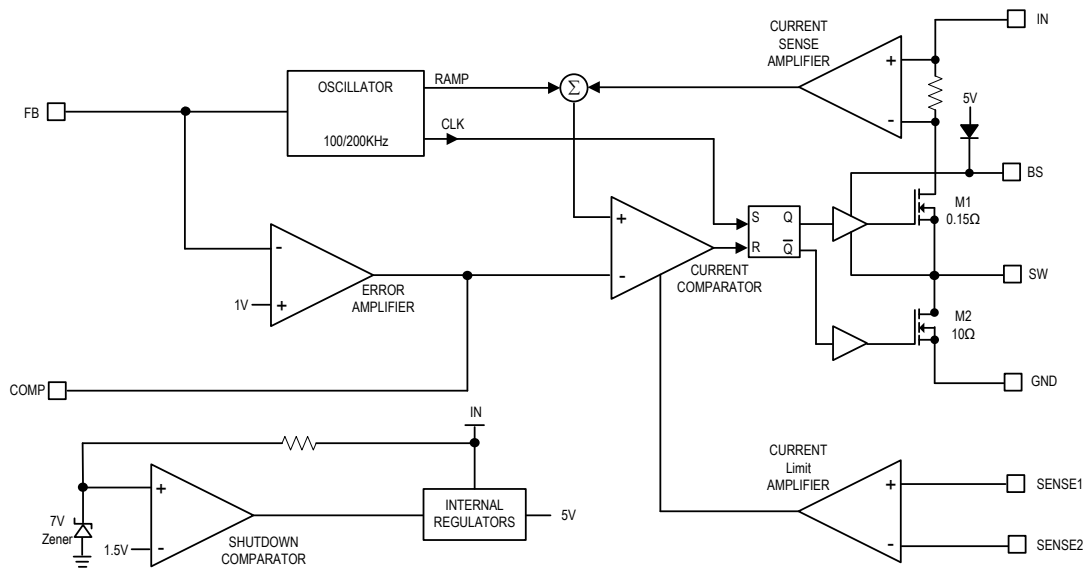 CURRENT
SENSE
AMPLIFIER
IN
+
-
5V
OSCILLATOR
100/200KHz
RAMP
Σ
CLK
FB
BS
M1
0.15Ω
S
Q
R
Q̅
+
-
CURRENT
COMPARATOR
SW
-
1V
+
ERROR
AMPLIFIER
M2
10Ω
GND
COMP
IN
CURRENT
Limit
AMPLIFIER
+
-
SENSE1
SENSE2
7V
Zener
+
1.5V
-
SHUTDOWN
COMPARATOR
INTERNAL
REGULATORS
5V